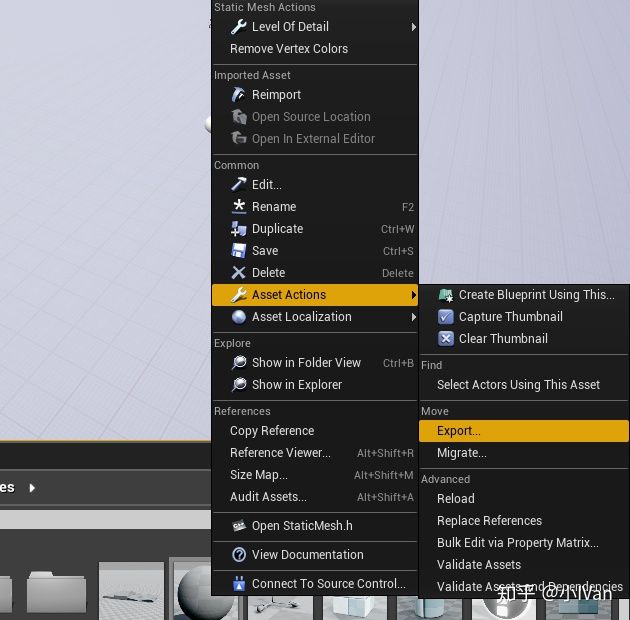 Static Mesh Actions
Level Of Detail
Remove Vertex Colors
Imported Asset
Reimport
Open Source Location
Open In External Editor
Common
Edit...
Rename F2
Duplicate Ctrl+W
Save Ctrl+S
Delete Delete
Asset Actions
Asset Localization
Explore
Show in Folder View Ctrl+B
Show in Explorer
References
Copy Reference
Reference Viewer... Alt+Shift+R
Size Map... Alt+Shift+M
Audit Assets... Alt+Shift+A
Open StaticMesh.h
View Documentation
Connect To Source Control...
Create Blueprint Using This...
Capture Thumbnail
Clear Thumbnail
Find
Select Actors Using This Asset
Move
Export...
Migrate...
Advanced
Reload
Replace References
Bulk Edit via Property Matrix...
Validate Assets
Validate Assets and Dependencies
es
知乎 @小Ivan